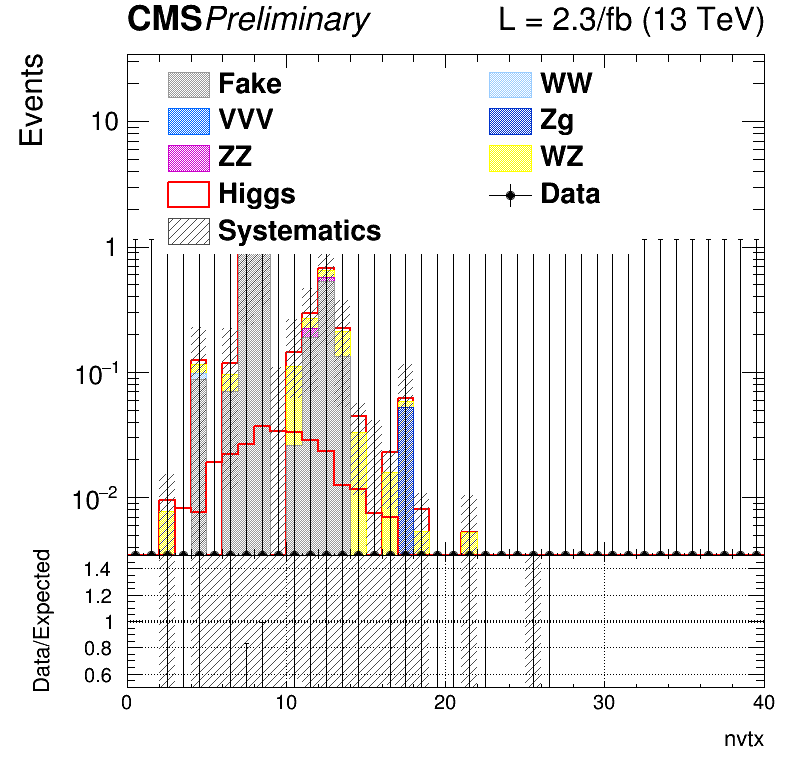 CMS Preliminary L = 2.3/fb (13 TeV)
Events
Fake WW
VVV Zg
ZZ WZ
Higgs Data
Systematics
10
1
10⁻¹
10⁻²
Data/Expected
1.4
1.2
1
0.8
0.6
0 10 20 30 40
nvtx